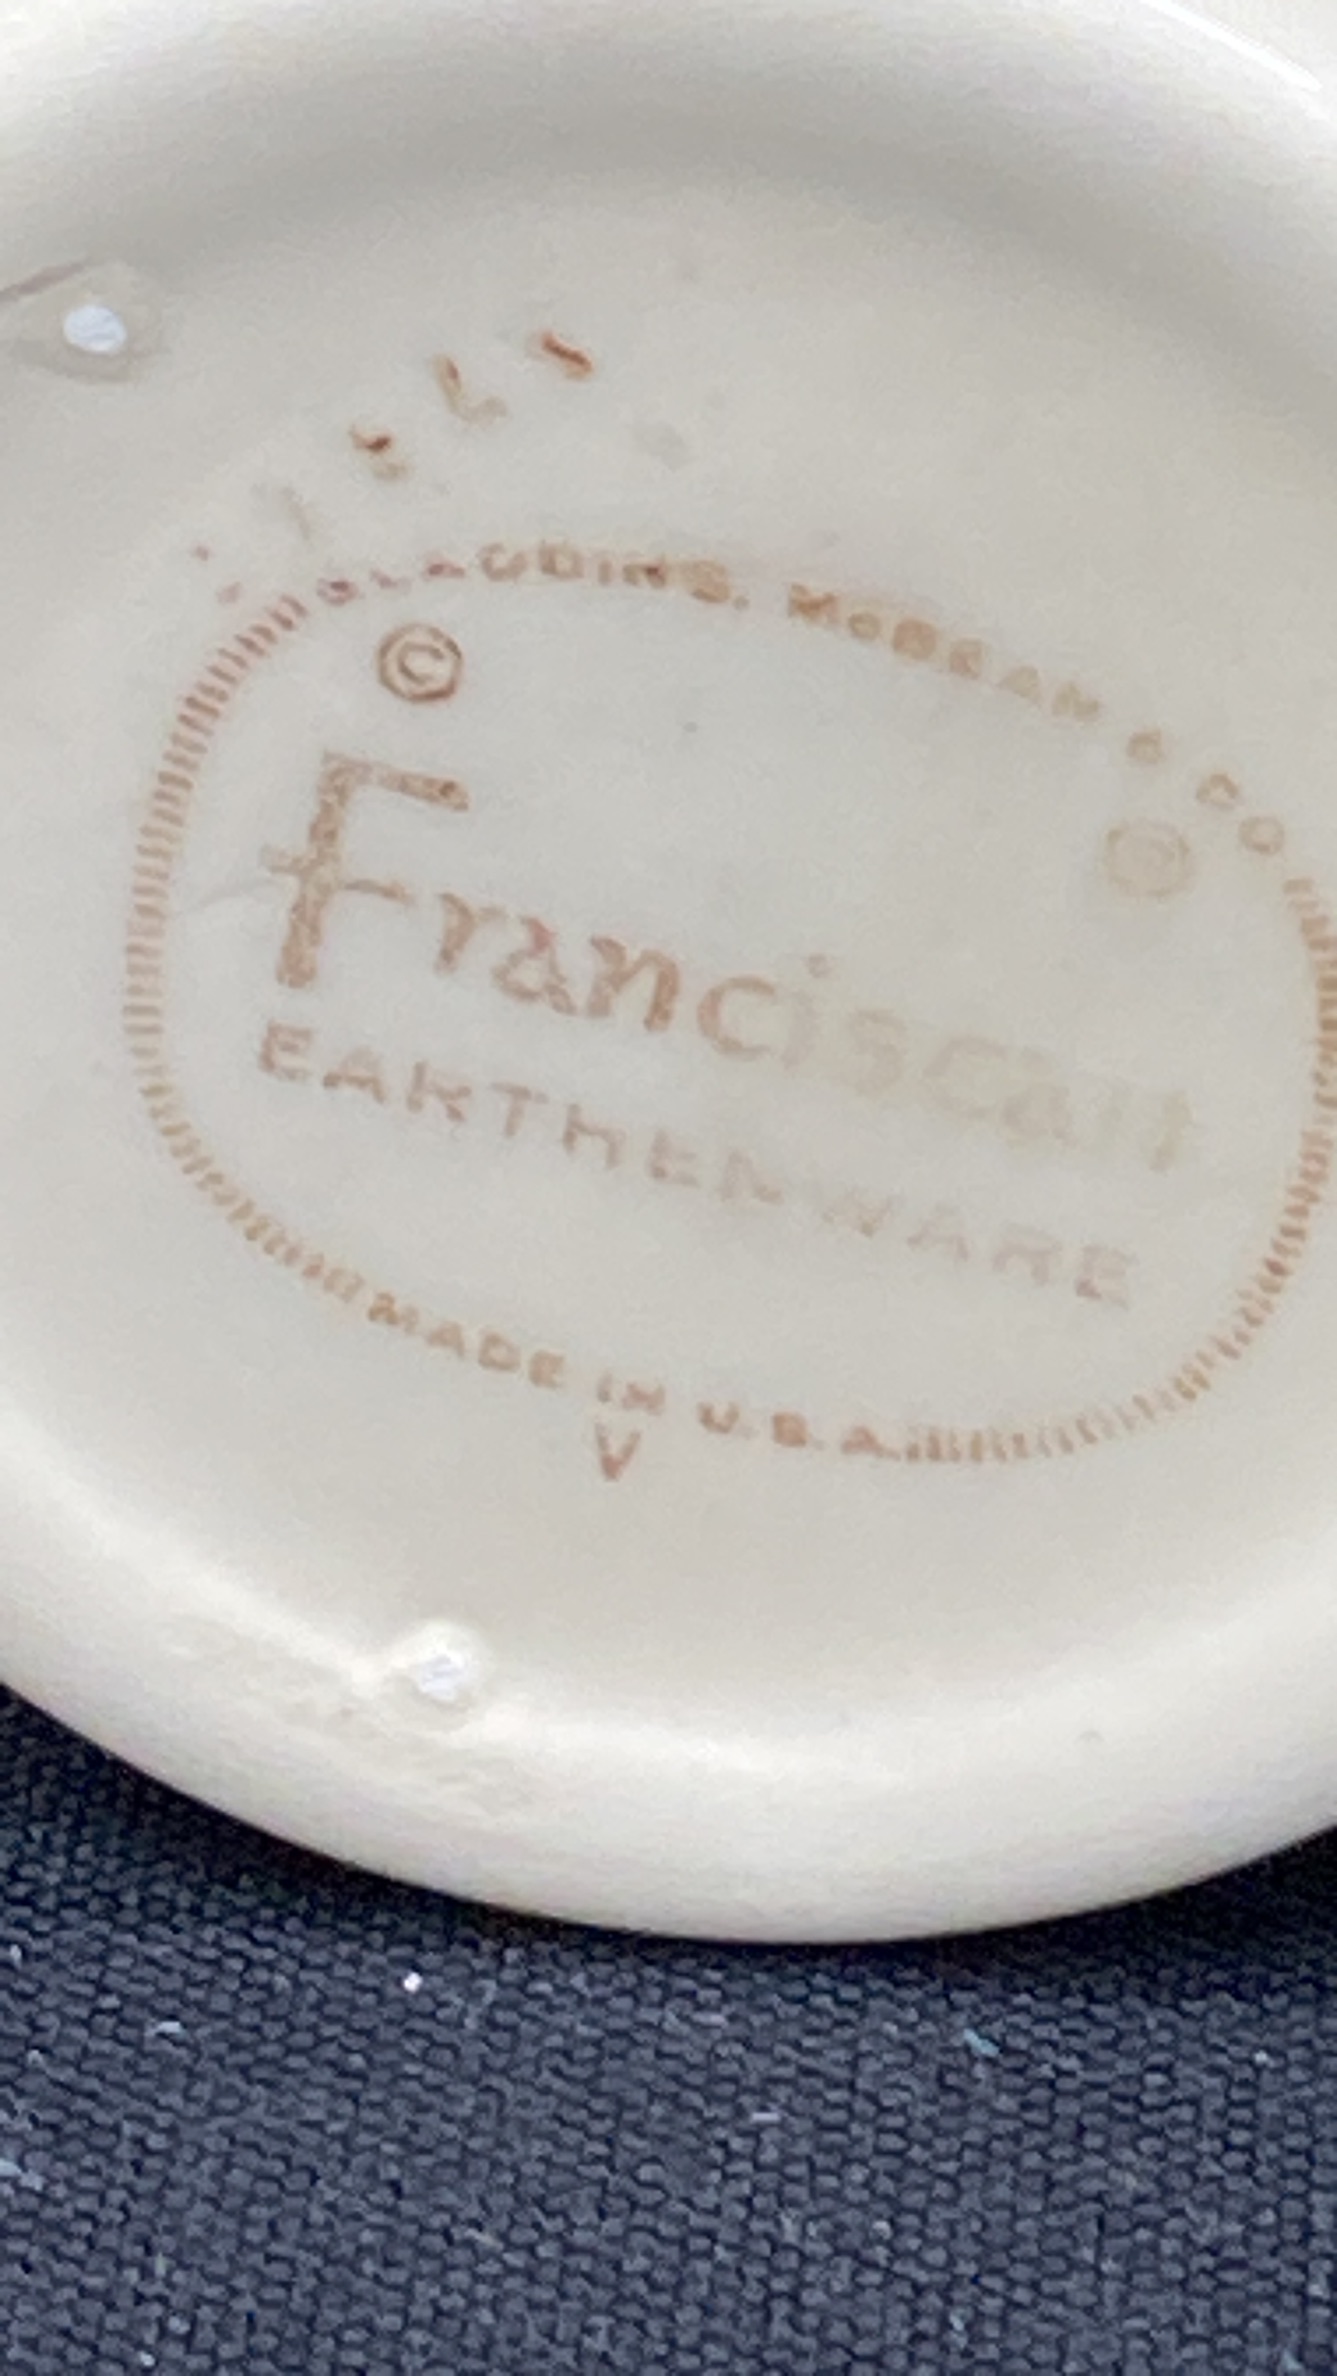 GLADDING, McBEAN & CO
©
®
Franciscan
EARTHENWARE
MADE IN U.S.A.
V